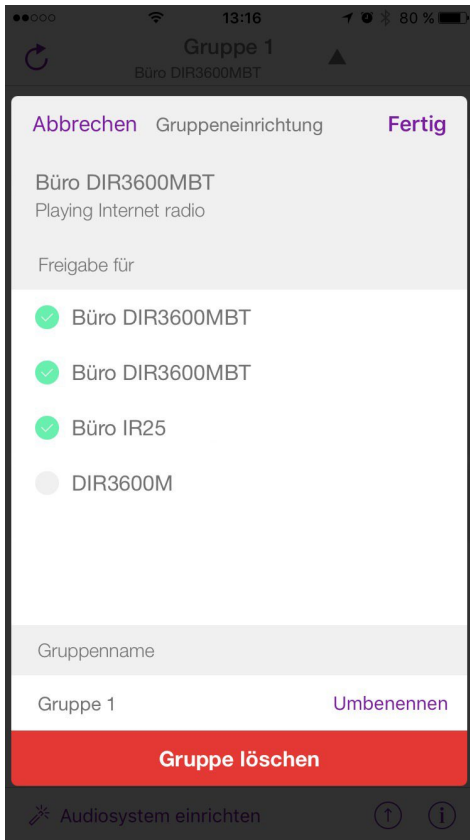 13:16 80 %
Gruppe 1
Büro DIR3600MBT
Abbrechen Gruppeneinrichtung Fertig
Büro DIR3600MBT
Playing Internet radio
Freigabe für
Büro DIR3600MBT
Büro DIR3600MBT
Büro IR25
DIR3600M
Gruppenname
Gruppe 1 Umbenennen
Gruppe löschen
Audiosystem einrichten